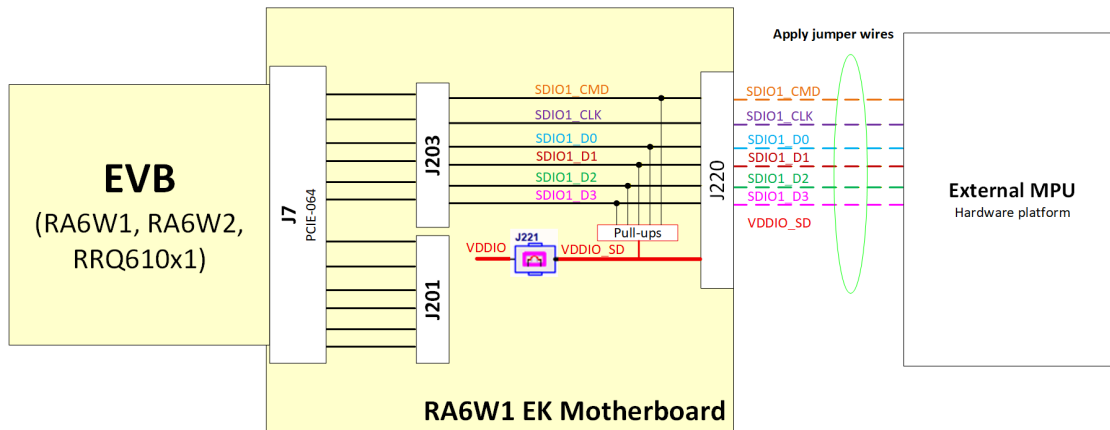 Apply jumper wires
EVB
(RA6W1, RA6W2,
RRQ610x1)
J7
PCIE-064
J203
J201
SDIO1_CMD
SDIO1_CLK
SDIO1_D0
SDIO1_D1
SDIO1_D2
SDIO1_D3
Pull-ups
J221
VDDIO
VDDIO_SD
J220
SDIO1_CMD
SDIO1_CLK
SDIO1_D0
SDIO1_D1
SDIO1_D2
SDIO1_D3
VDDIO_SD
External MPU
Hardware platform
RA6W1 EK Motherboard